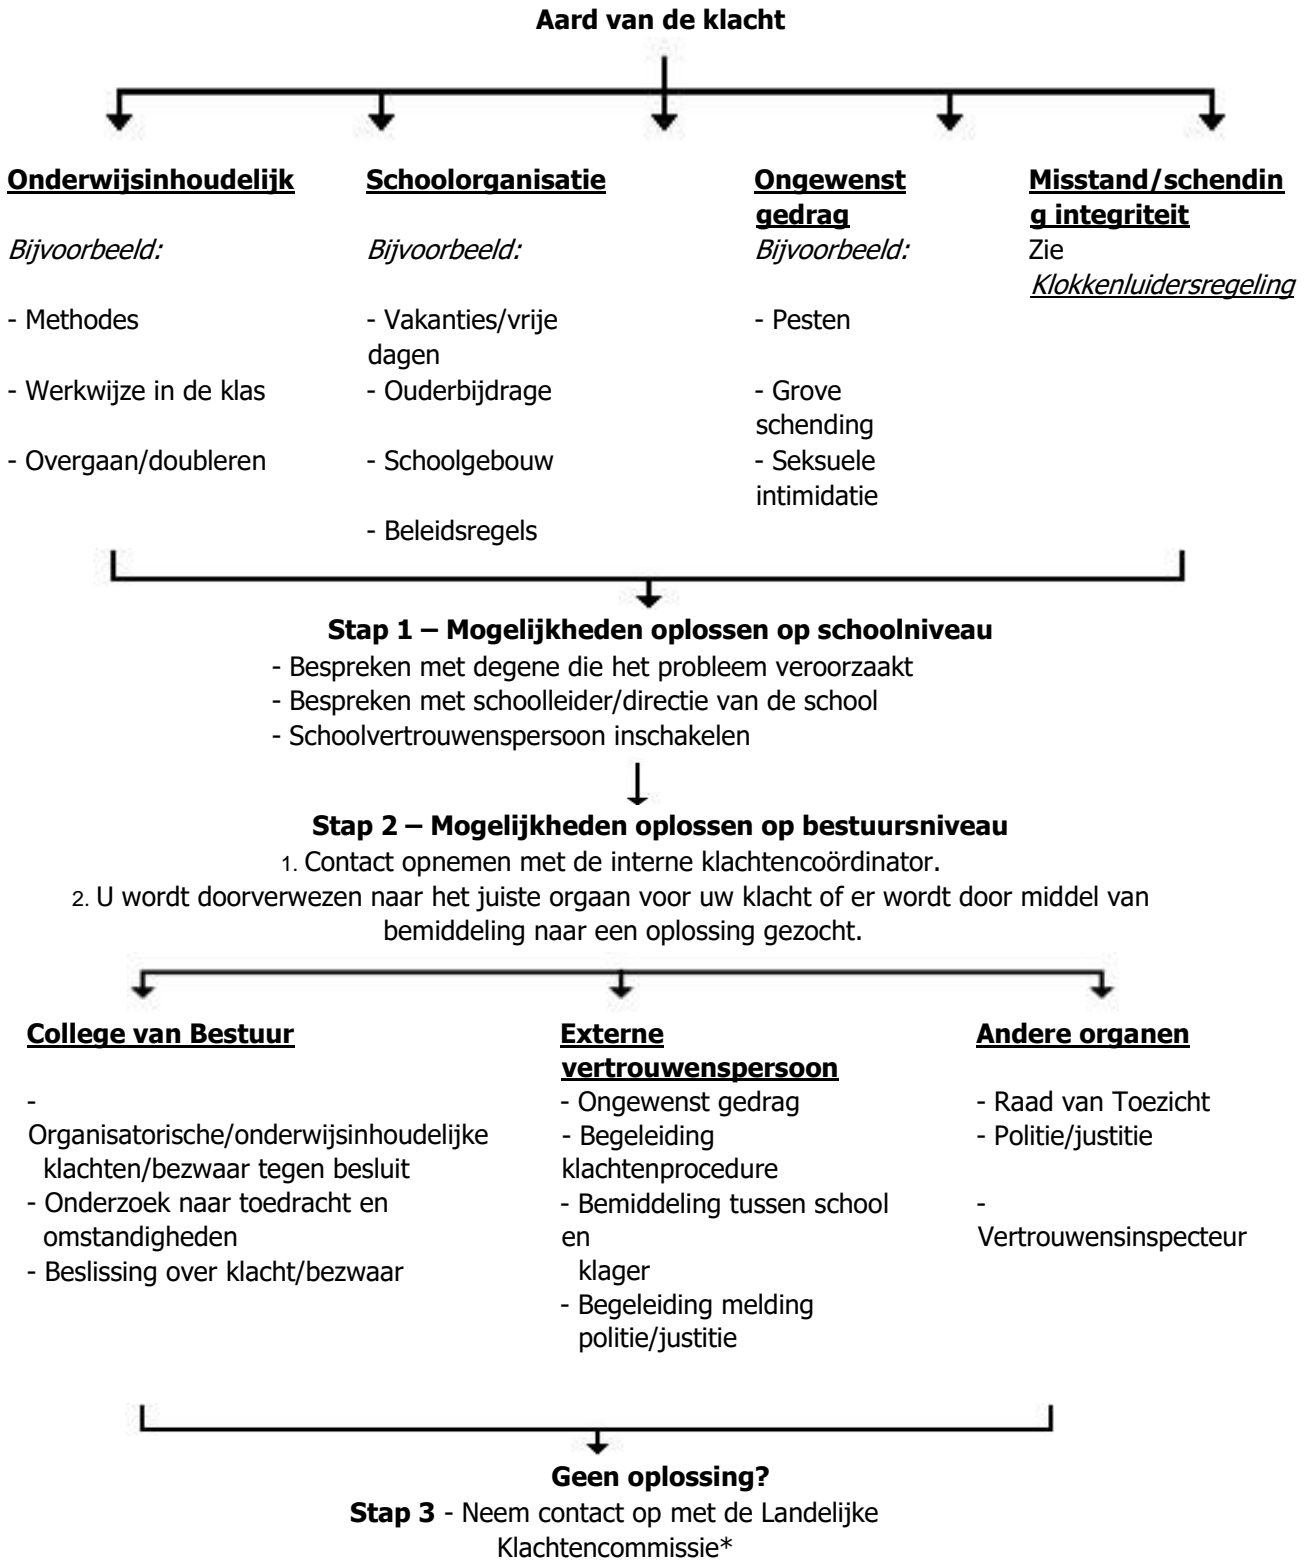 Aard van de klacht
Onderwijsinhoudelijk
Bijvoorbeeld:
- Methodes
- Werkwijze in de klas
- Overgaan/doubleren
Schoolorganisatie
Bijvoorbeeld:
- Vakanties/vrije
dagen
- Ouderbijdrage
- Schoolgebouw
- Beleidsregels
Ongewenst
gedrag
Bijvoorbeeld:
- Pesten
- Grove
schending
- Seksuele
intimidatie
Misstand/schendin
g integriteit
Zie
Klokkenluidersregeling
Stap 1 – Mogelijkheden oplossen op schoolniveau
- Bespreken met degene die het probleem veroorzaakt
- Bespreken met schoolleider/directie van de school
- Schoolvertrouwenspersoon inschakelen
Stap 2 – Mogelijkheden oplossen op bestuursniveau
1. Contact opnemen met de interne klachtencoördinator.
2. U wordt doorverwezen naar het juiste orgaan voor uw klacht of er wordt door middel van
bemiddeling naar een oplossing gezocht.
College van Bestuur
-
Organisatorische/onderwijsinhoudelijke
klachten/bezwaar tegen besluit
- Onderzoek naar toedracht en
omstandigheden
- Beslissing over klacht/bezwaar
Externe
vertrouwenspersoon
- Ongewenst gedrag
- Begeleiding
klachtenprocedure
- Bemiddeling tussen school
en
klager
- Begeleiding melding
politie/justitie
Andere organen
- Raad van Toezicht
- Politie/justitie
-
Vertrouwensinspecteur
Geen oplossing?
Stap 3 - Neem contact op met de Landelijke
Klachtencommissie*